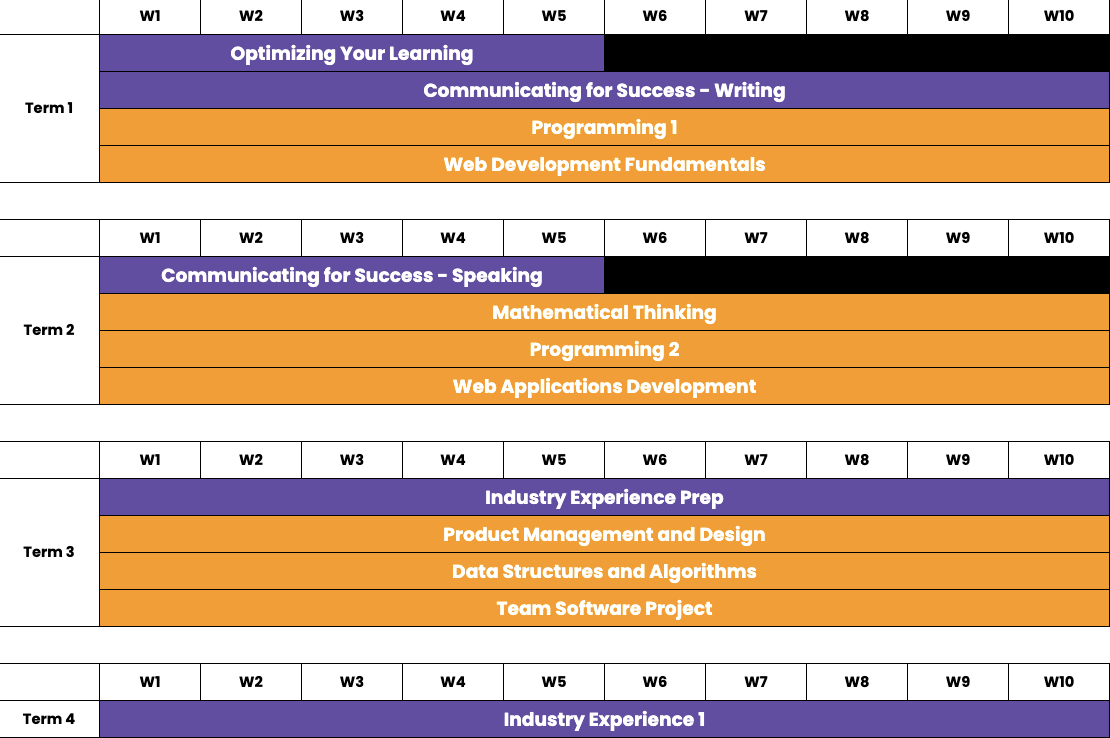 W1 W2 W3 W4 W5 W6 W7 W8 W9 W10
Term 1
Optimizing Your Learning
Communicating for Success - Writing
Programming 1
Web Development Fundamentals
W1 W2 W3 W4 W5 W6 W7 W8 W9 W10
Term 2
Communicating for Success - Speaking
Mathematical Thinking
Programming 2
Web Applications Development
W1 W2 W3 W4 W5 W6 W7 W8 W9 W10
Term 3
Industry Experience Prep
Product Management and Design
Data Structures and Algorithms
Team Software Project
W1 W2 W3 W4 W5 W6 W7 W8 W9 W10
Term 4
Industry Experience 1